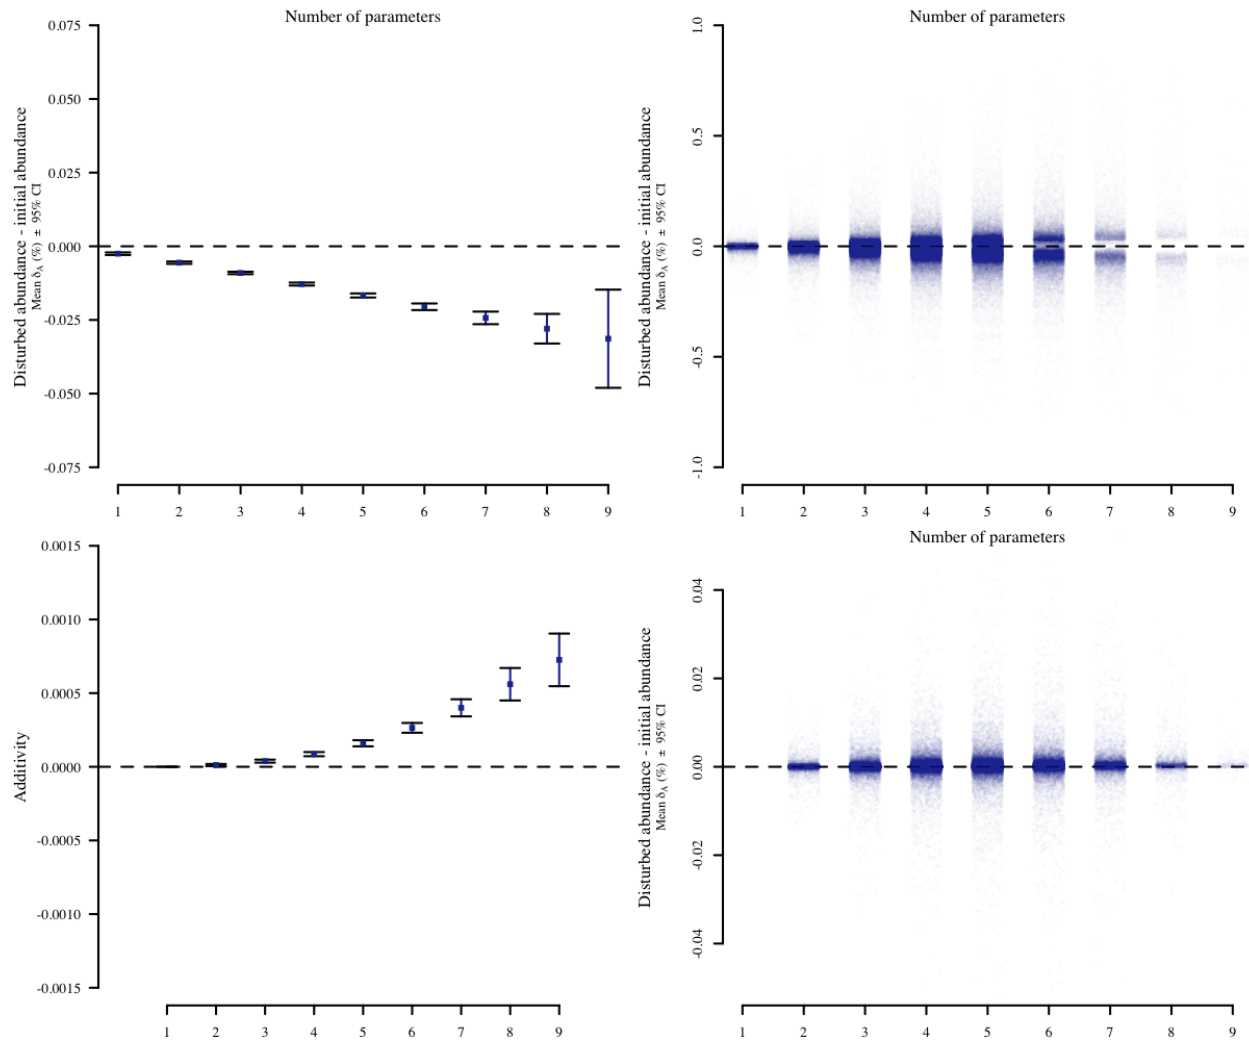 Number of parameters
0.075
0.050
0.025
0.000
-0.025
-0.050
-0.075
Disturbed abundance - initial abundance
Mean δA (%) ± 95% CI
1 2 3 4 5 6 7 8 9
Number of parameters
1.0
0.5
0.0
-0.5
-1.0
Disturbed abundance - initial abundance
Mean δA (%) ± 95% CI
1 2 3 4 5 6 7 8 9
0.0015
0.0010
0.0005
0.0000
-0.0005
-0.0010
-0.0015
Additivity
1 2 3 4 5 6 7 8 9
Number of parameters
0.04
0.02
0.00
-0.02
-0.04
Disturbed abundance - initial abundance
Mean δA (%) ± 95% CI
1 2 3 4 5 6 7 8 9